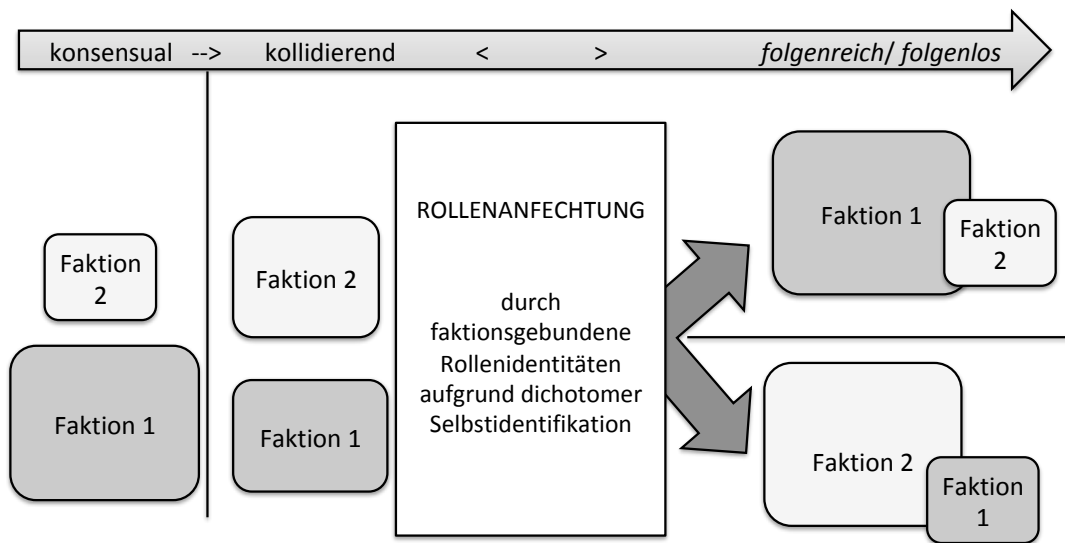 konsensual --> kollidierend < > folgenreich/ folgenlos
Faktion
2
Faktion 1
Faktion 2
Faktion 1
ROLLENANFECHTUNG
durch
faktionsgebundene
Rollenidentitäten
aufgrund dichotomer
Selbstidentifikation
Faktion 1
Faktion
2
Faktion 2
Faktion
1